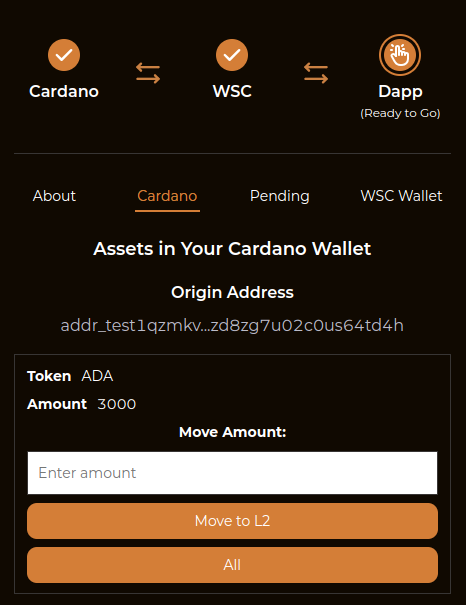 Cardano WSC Dapp
(Ready to Go)
About Cardano Pending WSC Wallet
Assets in Your Cardano Wallet
Origin Address
addr_test1qzmkv...zd8zg7u02c0us64td4h
Token ADA
Amount 3000
Move Amount:
Enter amount
Move to L2
All